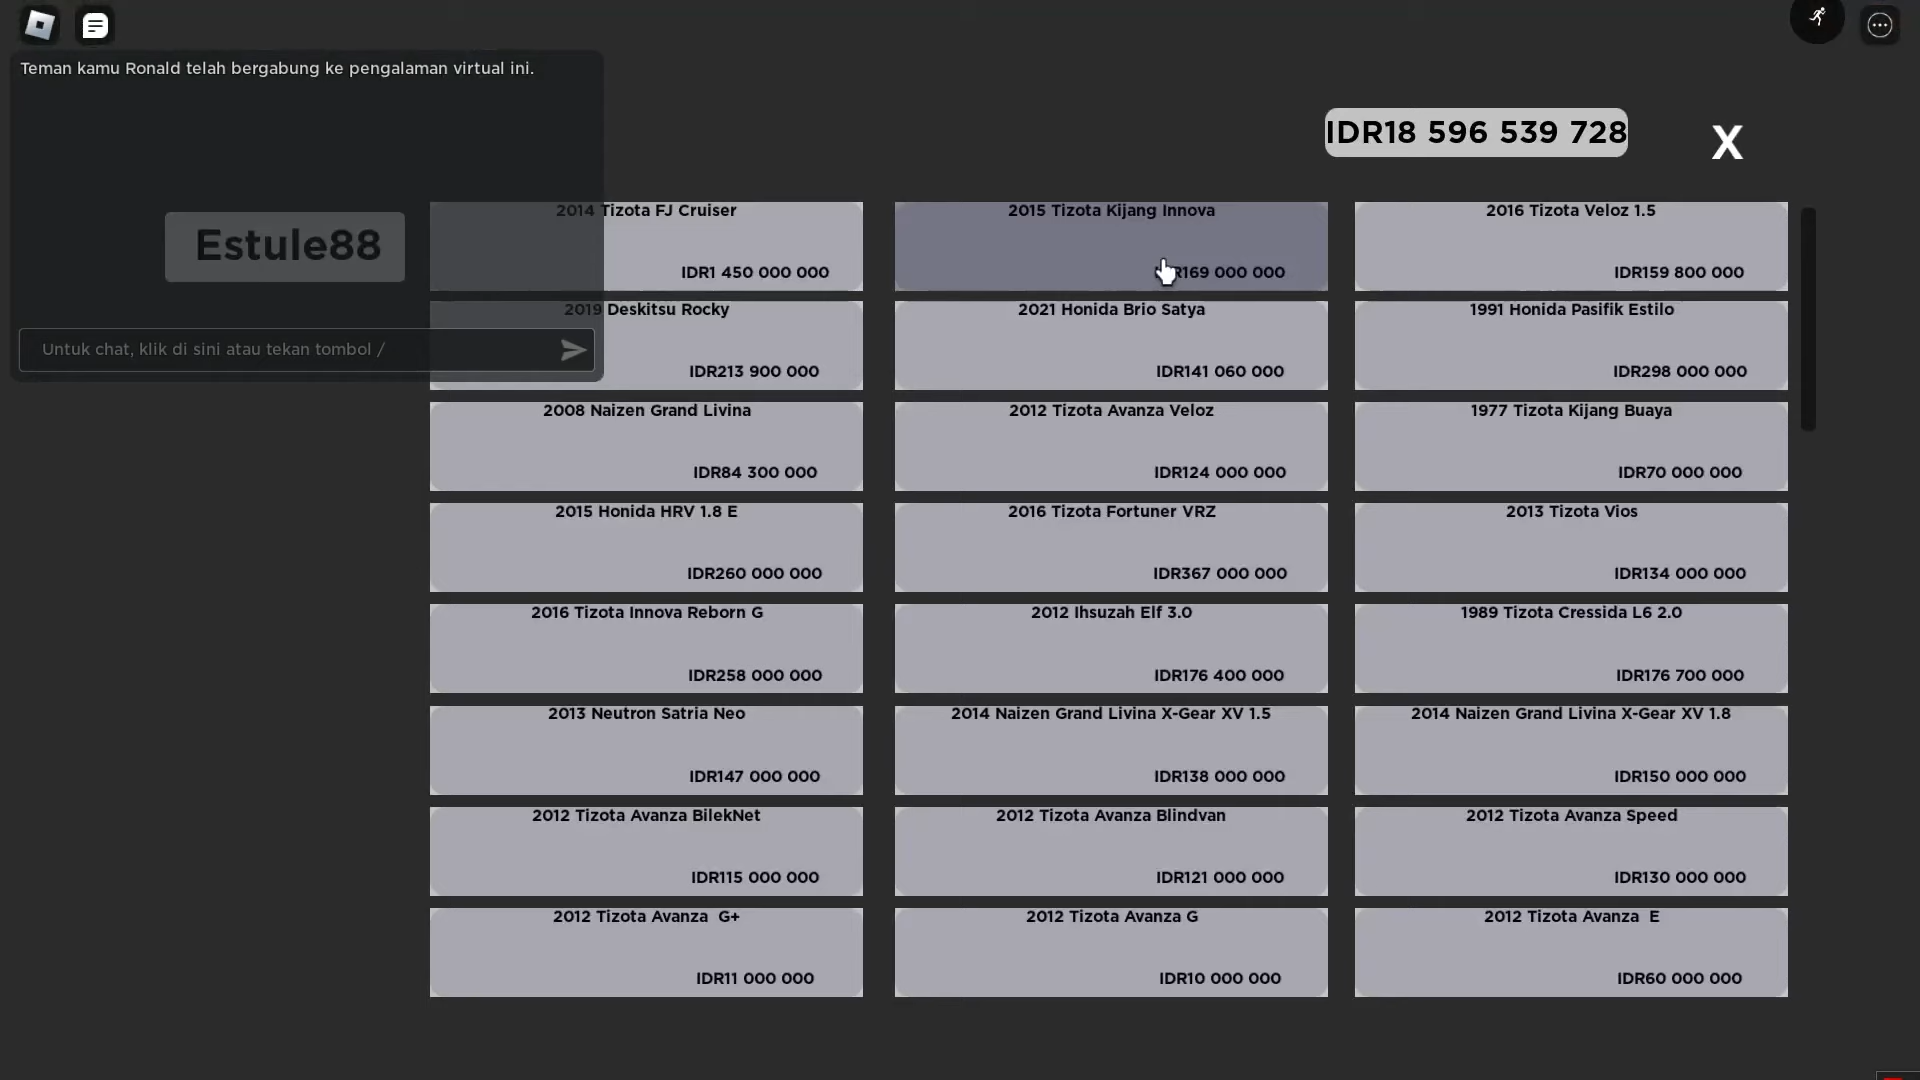 Teman kamu Ronald telah bergabung ke pengalaman virtual ini.
IDR18 596 539 728
X
Estule88
Untuk chat, klik di sini atau tekan tombol /
2014 Tizota FJ Cruiser
IDR1 450 000 000
2015 Tizota Kijang Innova
R169 000 000
2016 Tizota Veloz 1.5
IDR159 800 000
2019 Deskitsu Rocky
IDR213 900 000
2021 Honida Brio Satya
IDR141 060 000
1991 Honida Pasifik Estilo
IDR298 000 000
2008 Naizen Grand Livina
IDR84 300 000
2012 Tizota Avanza Veloz
IDR124 000 000
1977 Tizota Kijang Buaya
IDR70 000 000
2015 Honida HRV 1.8 E
IDR260 000 000
2016 Tizota Fortuner VRZ
IDR367 000 000
2013 Tizota Vios
IDR134 000 000
2016 Tizota Innova Reborn G
IDR258 000 000
2012 Ihsuzah Elf 3.0
IDR176 400 000
1989 Tizota Cressida L6 2.0
IDR176 700 000
2013 Neutron Satria Neo
IDR147 000 000
2014 Naizen Grand Livina X-Gear XV 1.5
IDR138 000 000
2014 Naizen Grand Livina X-Gear XV 1.8
IDR150 000 000
2012 Tizota Avanza BilekNet
IDR115 000 000
2012 Tizota Avanza Blindvan
IDR121 000 000
2012 Tizota Avanza Speed
IDR130 000 000
2012 Tizota Avanza G+
IDR11 000 000
2012 Tizota Avanza G
IDR10 000 000
2012 Tizota Avanza E
IDR60 000 000